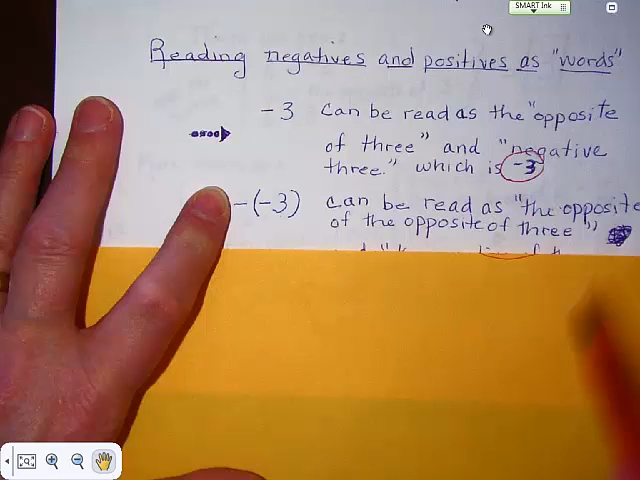 SMART Ink
Reading negatives and positives as "words"
-3 can be read as the "opposite
of three" and "negative
three." which is -3
-(-3) can be read as "the opposite
of the opposite of three"